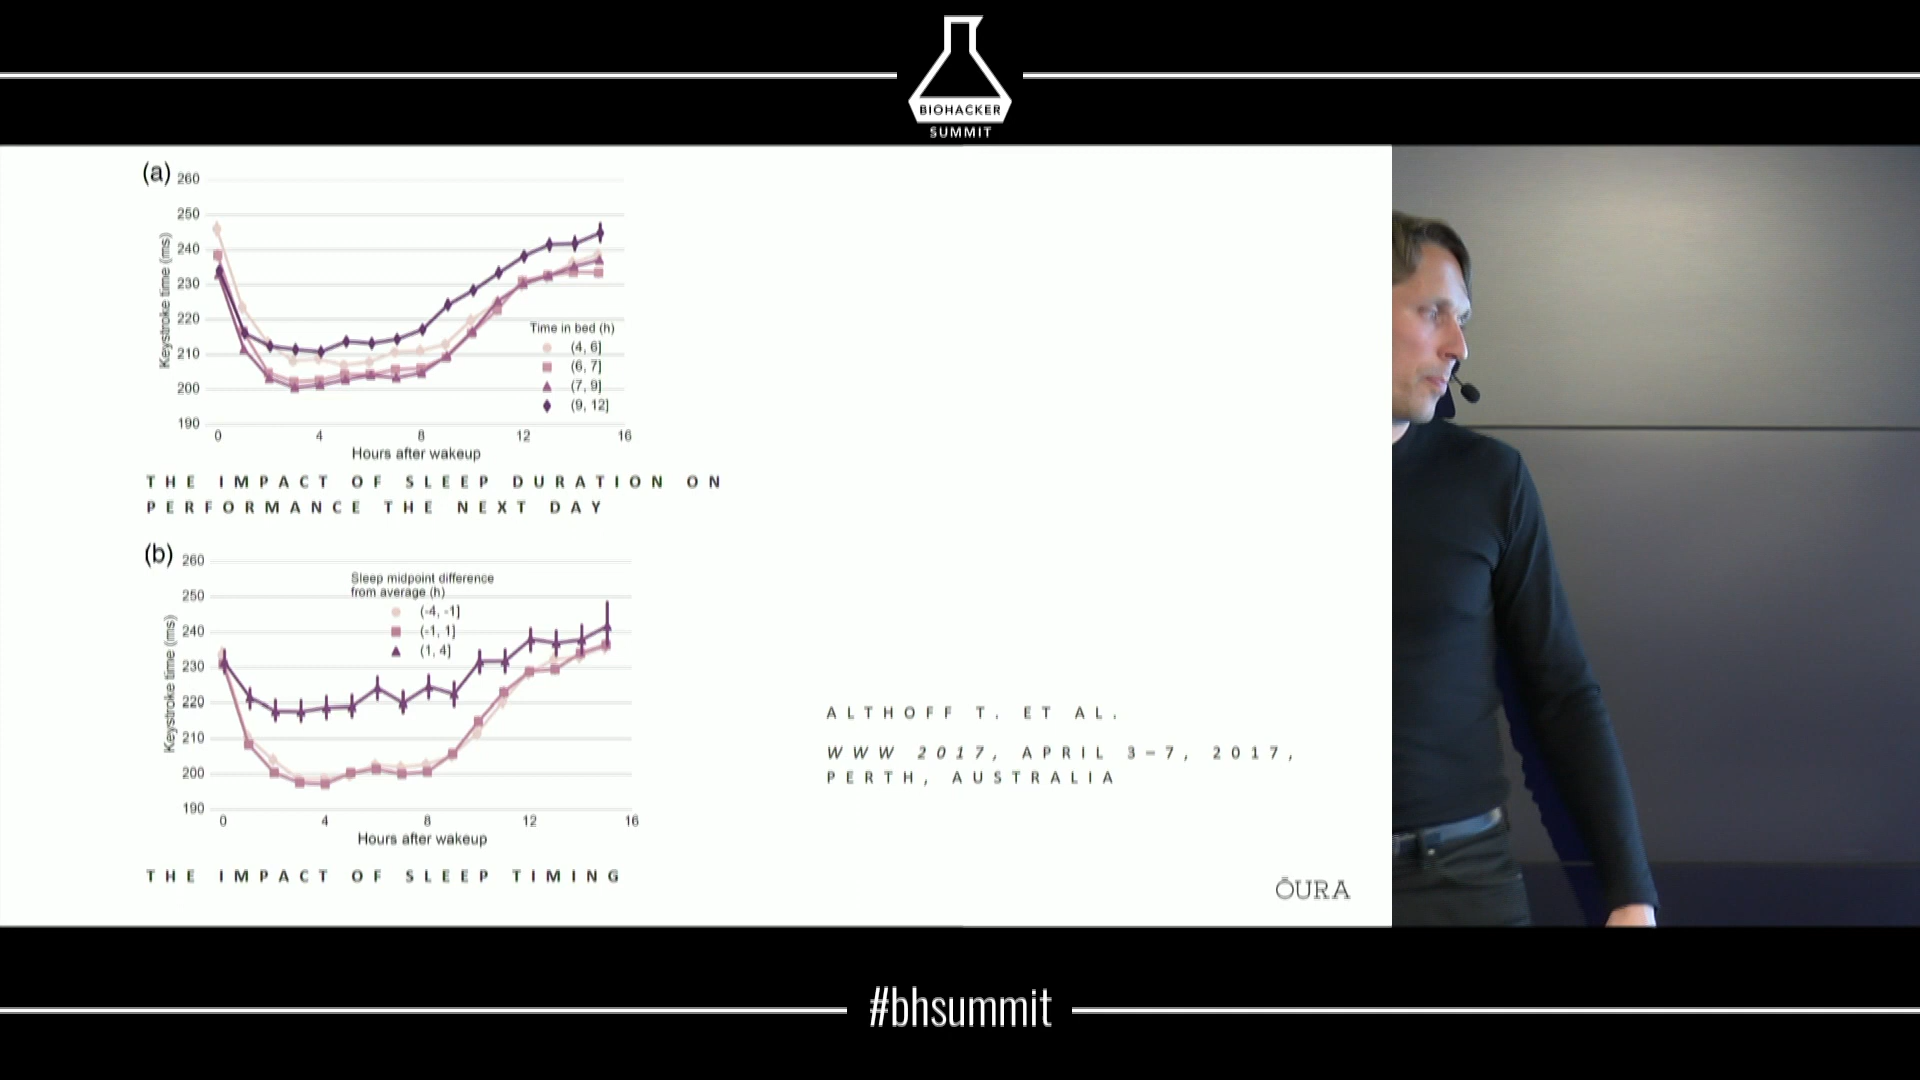 BIOHACKER
SUMMIT
(a)
260
250
240
230
220
210
200
190
Keystroke time (ms)
Time in bed (h)
(4, 6]
(6, 7]
(7, 9]
(9, 12]
0 4 8 12 16
Hours after wakeup
THE IMPACT OF SLEEP DURATION ON
PERFORMANCE THE NEXT DAY
(b)
260
250
240
230
220
210
200
190
Keystroke time (ms)
Sleep midpoint difference
from average (h)
(-4, -1]
(-1, 1]
(1, 4]
0 4 8 12 16
Hours after wakeup
THE IMPACT OF SLEEP TIMING
ALTHOFF T. ET AL.
WWW 2017, APRIL 3–7, 2017,
PERTH, AUSTRALIA
ŌURA
#bhsummit